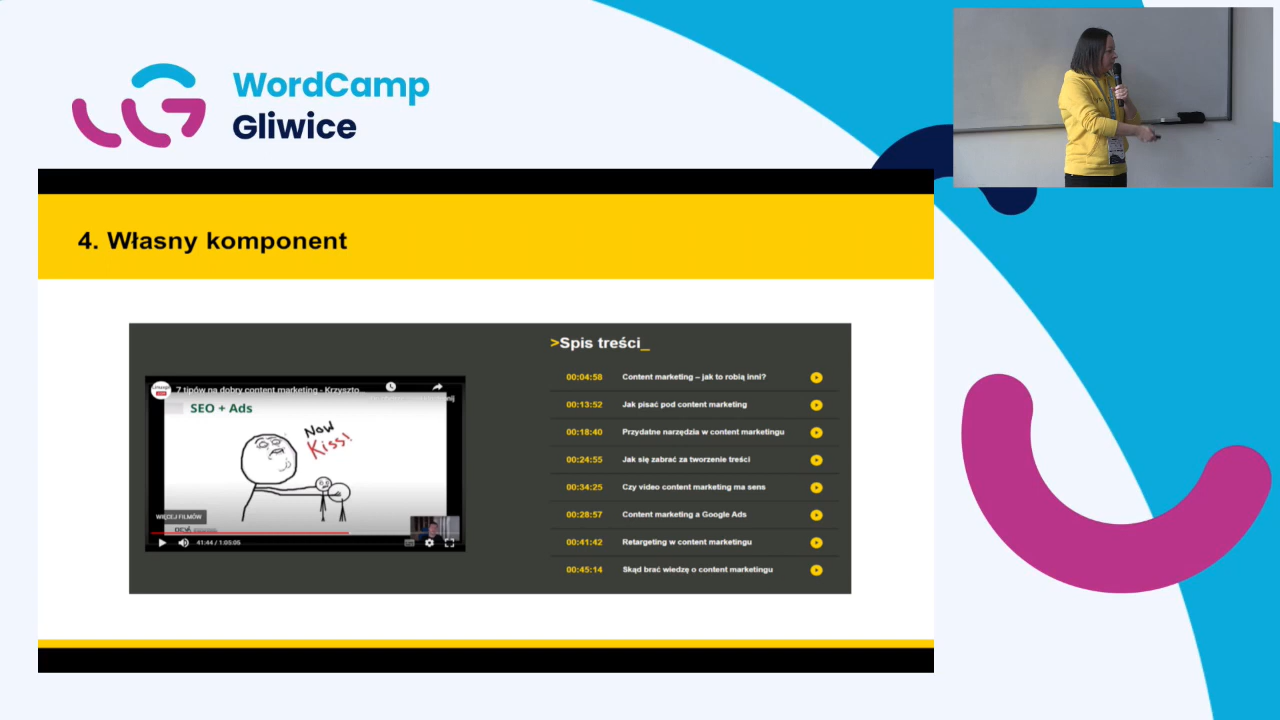 WordCamp
Gliwice
4. Własny komponent
7 tipów na dobry content marketing - Krzyszto...
SEO + Ads
Now
Kiss!
WIĘCEJ FILMÓW
41:44 / 1:05:05
>Spis treści_
00:04:58 Content marketing – jak to robią inni?
00:13:52 Jak pisać pod content marketing
00:18:40 Przydatne narzędzia w content marketingu
00:24:55 Jak się zabrać za tworzenie treści
00:34:25 Czy video content marketing ma sens
00:28:57 Content marketing a Google Ads
00:41:42 Retargeting w content marketingu
00:45:14 Skąd brać wiedzę o content marketingu